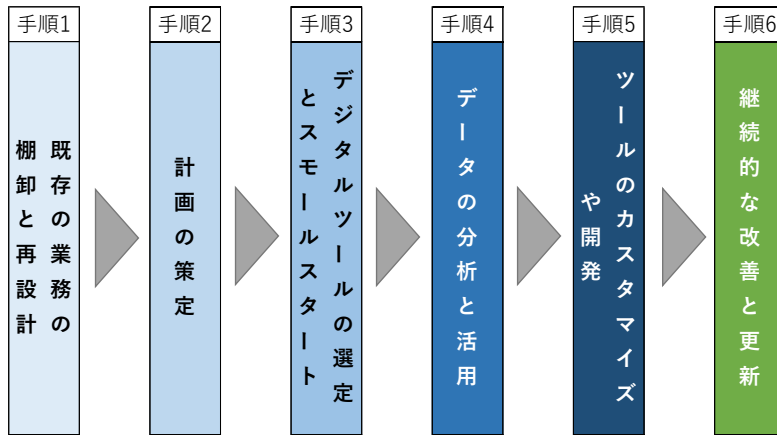 手順1
既存の業務の
棚卸と再設計
手順2
計画の策定
手順3
デジタルツールの選定
とスモールスタート
手順4
データの分析と活用
手順5
ツールのカスタマイズ
や開発
手順6
継続的な改善と更新